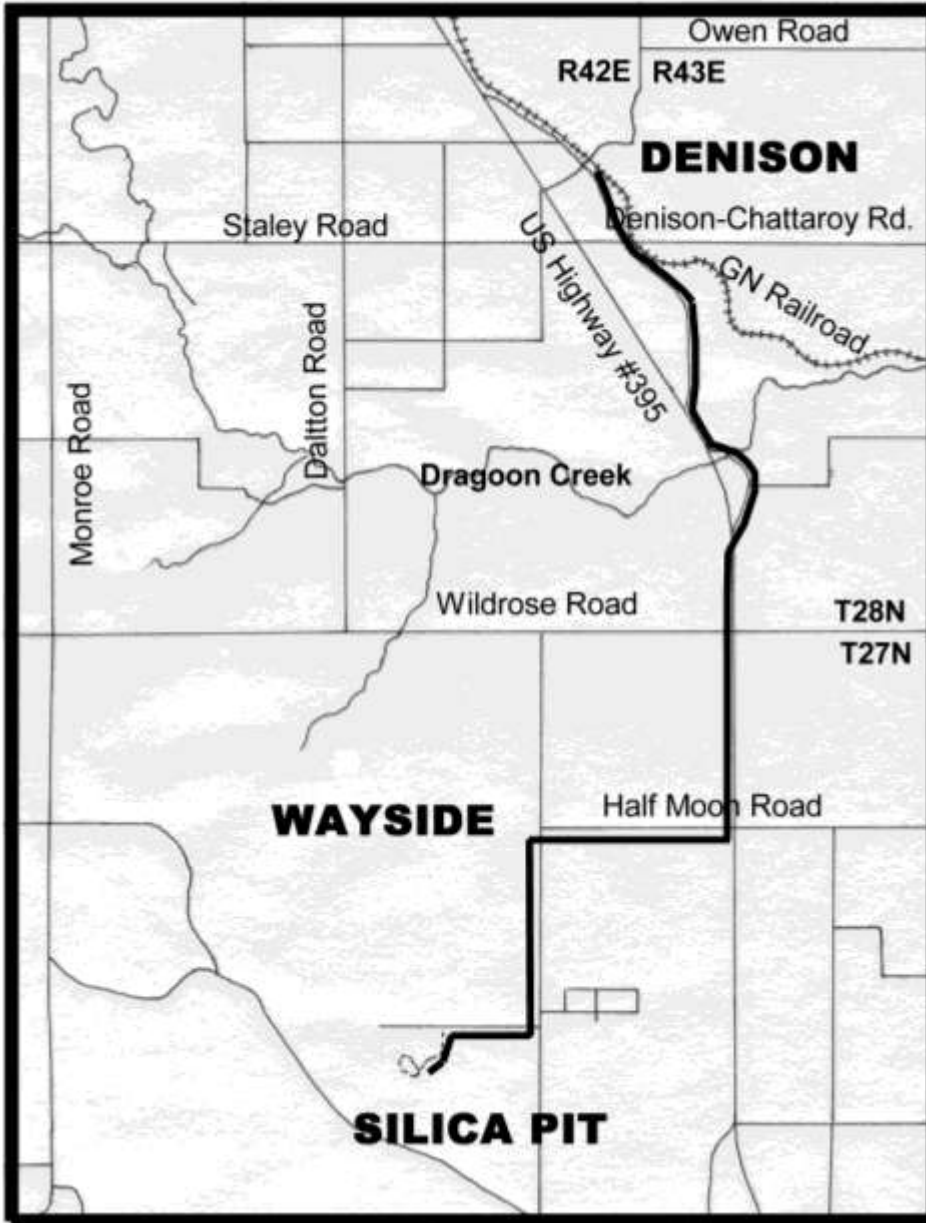 Owen Road
R42E R43E
DENISON
Staley Road
Denison-Chattaroy Rd.
US Highway #395
GN Railroad
Daltton Road
Monroe Road
Dragoon Creek
Wildrose Road
T28N
T27N
Half Moon Road
WAYSIDE
SILICA PIT